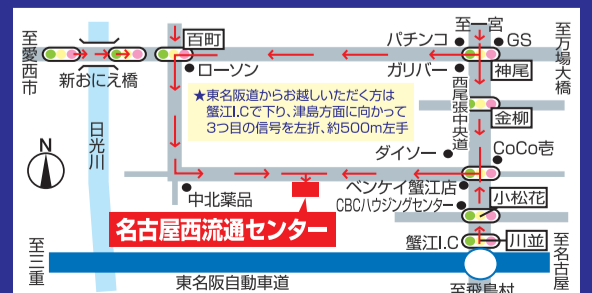 至愛西市
新おにえ橋
百町
ローソン
パチンコ
ガリバー
至一宮
GS
神尾
至万場大橋
西尾張中央道
金柳
★東名阪道からお越しいただく方は
蟹江I.Cで下り、津島方面に向かって
3つ目の信号を左折、約500m左手
日光川
N
ダイソー
CoCo壱
中北薬品
ベンケイ蟹江店
CBCハウジングセンター
小松花
名古屋西流通センター
蟹江I.C
川並
至三重
東名阪自動車道
至飛島村
至名古屋